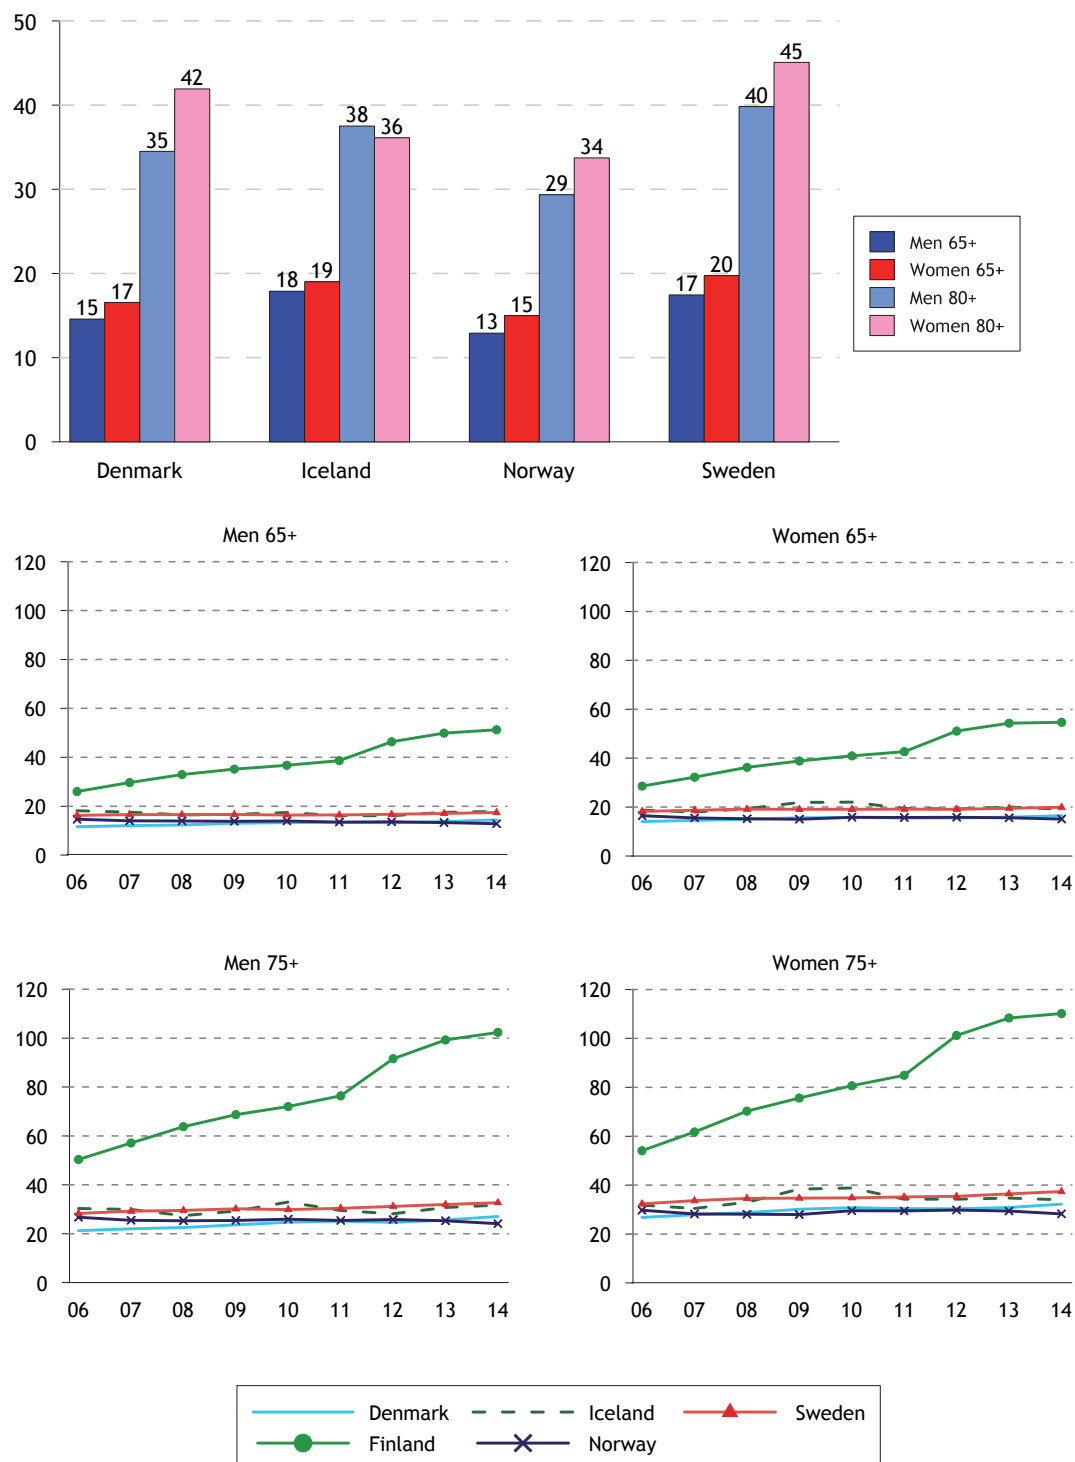 50
40
30
20
10
0
15 17 35 42
18 19 38 36
13 15 29 34
17 20 40 45
Denmark Iceland Norway Sweden
Men 65+
Women 65+
Men 80+
Women 80+
Men 65+
120
100
80
60
40
20
0
06 07 08 09 10 11 12 13 14
Women 65+
120
100
80
60
40
20
0
06 07 08 09 10 11 12 13 14
Men 75+
120
100
80
60
40
20
0
06 07 08 09 10 11 12 13 14
Women 75+
120
100
80
60
40
20
0
06 07 08 09 10 11 12 13 14
Denmark Iceland Sweden
Finland Norway